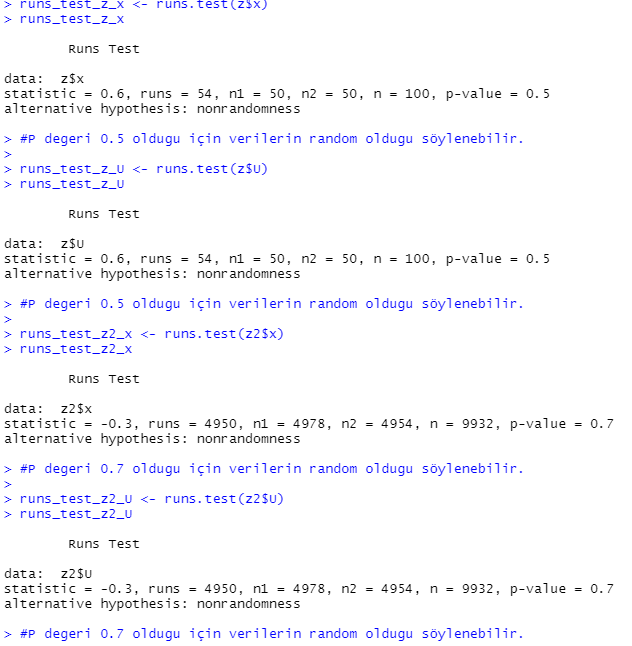 > runs_test_z_x <- runs.test(z$x)
> runs_test_z_x
Runs Test
data:  z$x
statistic = 0.6, runs = 54, n1 = 50, n2 = 50, n = 100, p-value = 0.5
alternative hypothesis: nonrandomness
> #P degeri 0.5 oldugu için verilerin random oldugu söylenebilir.
>
> runs_test_z_U <- runs.test(z$U)
> runs_test_z_U
Runs Test
data:  z$U
statistic = 0.6, runs = 54, n1 = 50, n2 = 50, n = 100, p-value = 0.5
alternative hypothesis: nonrandomness
> #P degeri 0.5 oldugu için verilerin random oldugu söylenebilir.
>
> runs_test_z2_x <- runs.test(z2$x)
> runs_test_z2_x
Runs Test
data:  z2$x
statistic = -0.3, runs = 4950, n1 = 4978, n2 = 4954, n = 9932, p-value = 0.7
alternative hypothesis: nonrandomness
> #P degeri 0.7 oldugu için verilerin random oldugu söylenebilir.
>
> runs_test_z2_U <- runs.test(z2$U)
> runs_test_z2_U
Runs Test
data:  z2$U
statistic = -0.3, runs = 4950, n1 = 4978, n2 = 4954, n = 9932, p-value = 0.7
alternative hypothesis: nonrandomness
> #P degeri 0.7 oldugu için verilerin random oldugu söylenebilir.